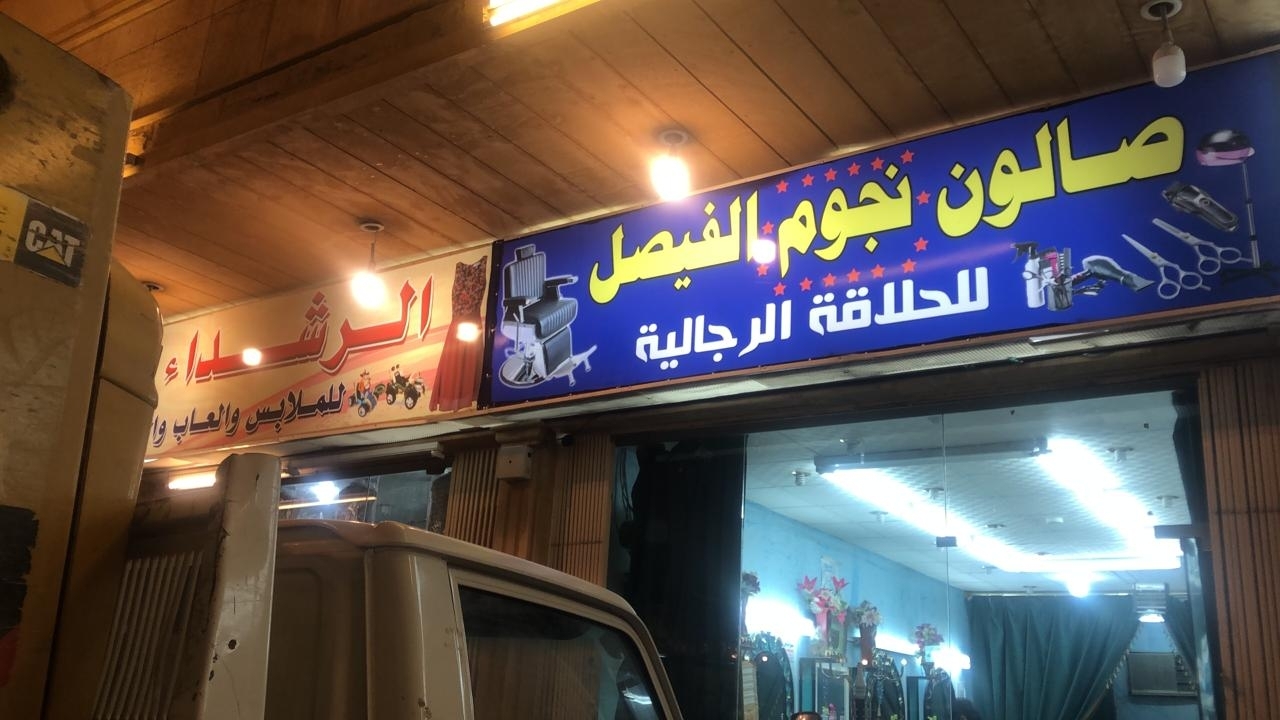 صالون نجوم الفيصل
للحلاقة الرجالية
الرشداء
للملابس والعاب
CAT